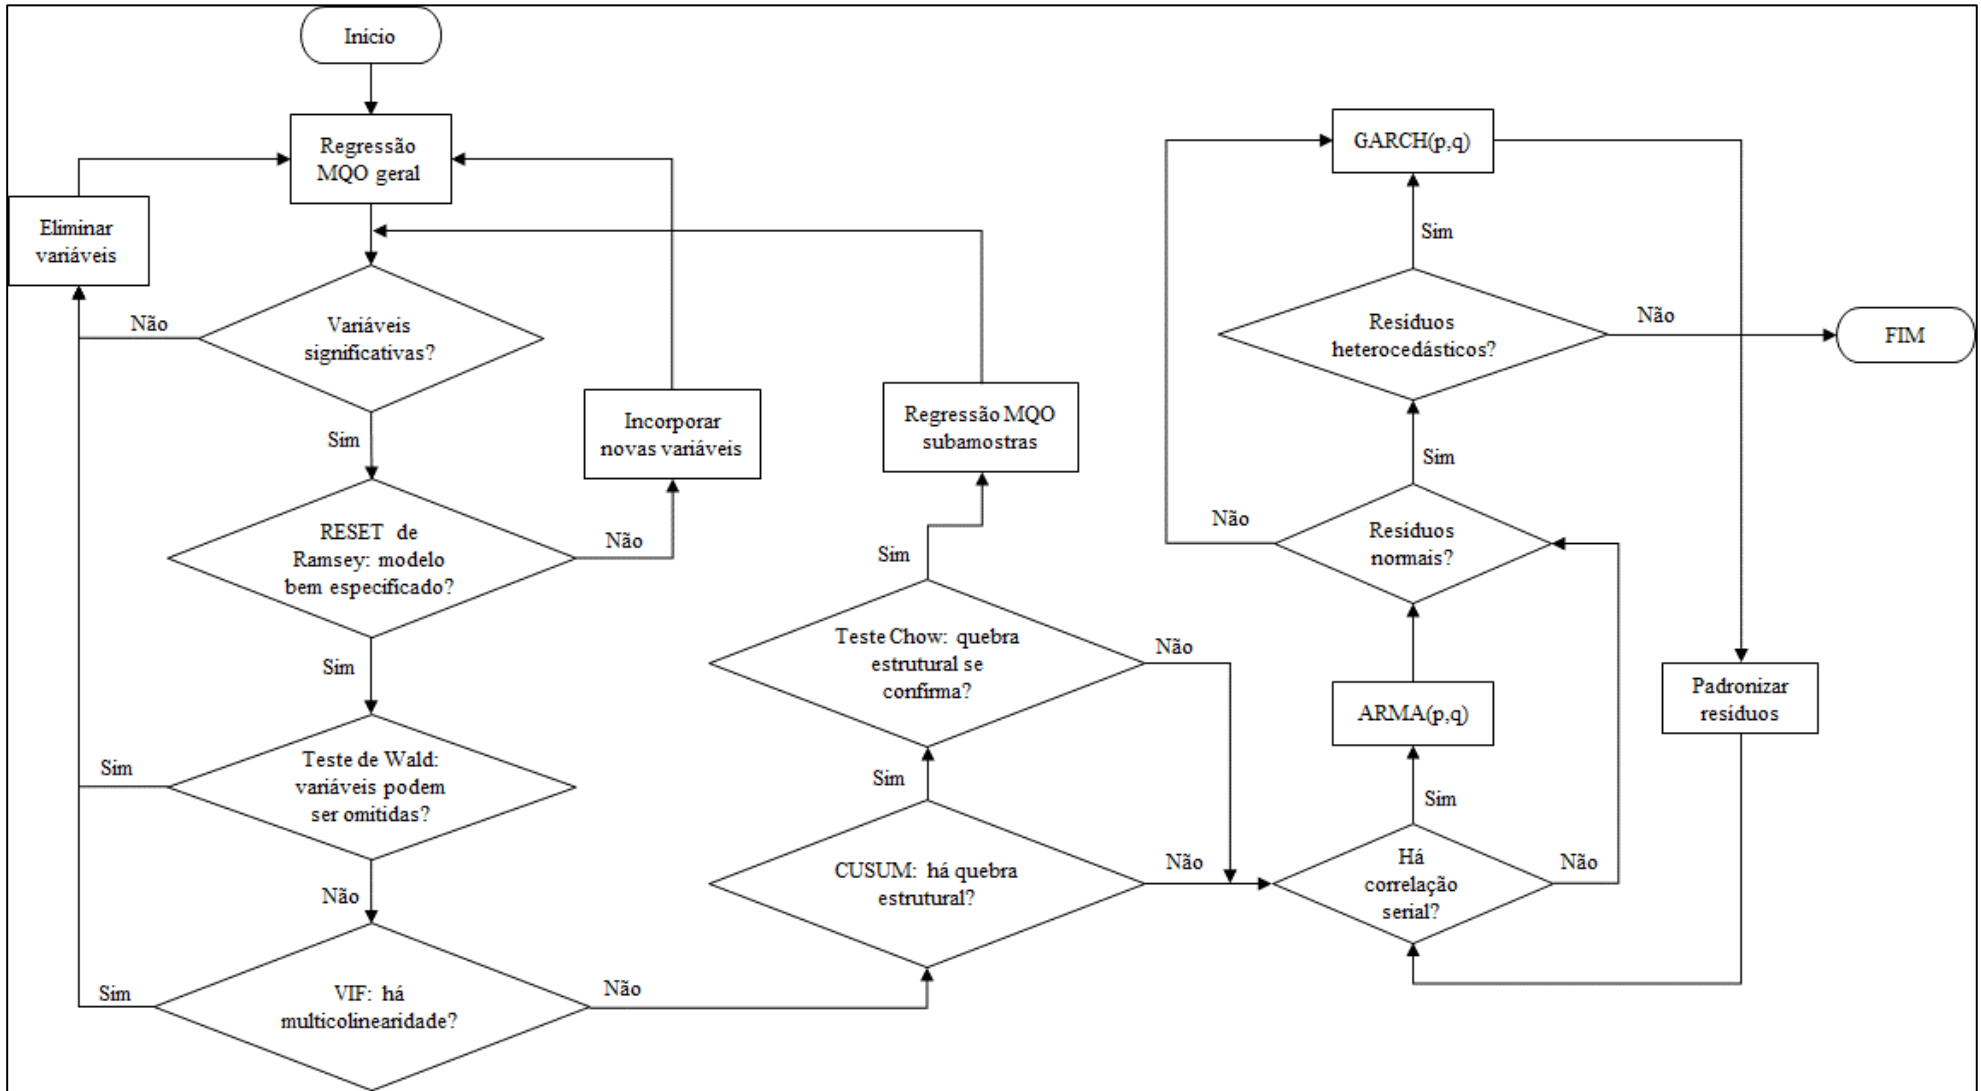 Início
Regressão
MQO geral
Eliminar
variáveis
Não
Variáveis
significativas?
Sim
Incorporar
novas variáveis
RESET de
Ramsey: modelo
bem especificado?
Não
Sim
Teste de Wald:
variáveis podem
ser omitidas?
Sim
Não
VIF: há
multicolinearidade?
Sim
Não
Regressão MQO
subamostras
Sim
Teste Chow: quebra
estrutural se
confirma?
Não
Sim
CUSUM: há quebra
estrutural?
Não
GARCH(p,q)
Sim
Resíduos
heterocedásticos?
Não
FIM
Sim
Não
Resíduos
normais?
ARMA(p,q)
Padronizar
resíduos
Sim
Há
correlação
serial?
Não